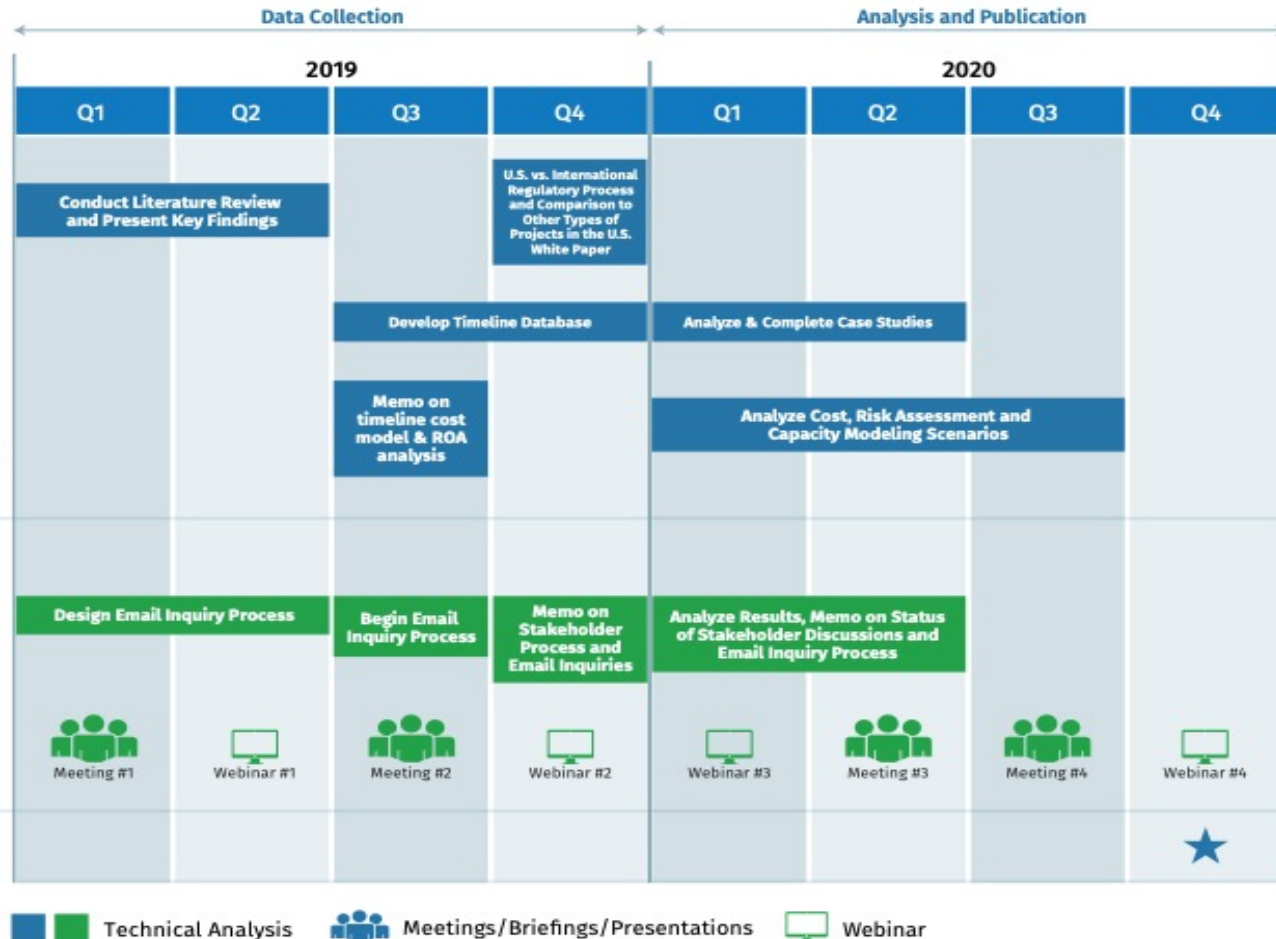 Data Collection
Analysis and Publication
2019
2020
Q1
Q2
Q3
Q4
Q1
Q2
Q3
Q4
Conduct Literature Review
and Present Key Findings
U.S. vs. International
Regulatory Process
and Comparison to
Other Types of
Projects in the U.S.
White Paper
Develop Timeline Database
Analyze & Complete Case Studies
Memo on
timeline cost
model & ROA
analysis
Analyze Cost, Risk Assessment and
Capacity Modeling Scenarios
Design Email Inquiry Process
Begin Email
Inquiry Process
Memo on
Stakeholder
Process and
Email Inquiries
Analyze Results, Memo on Status
of Stakeholder Discussions and
Email Inquiry Process
Meeting #1
Webinar #1
Meeting #2
Webinar #2
Webinar #3
Meeting #3
Meeting #4
Webinar #4
Technical Analysis
Meetings/Briefings/Presentations
Webinar